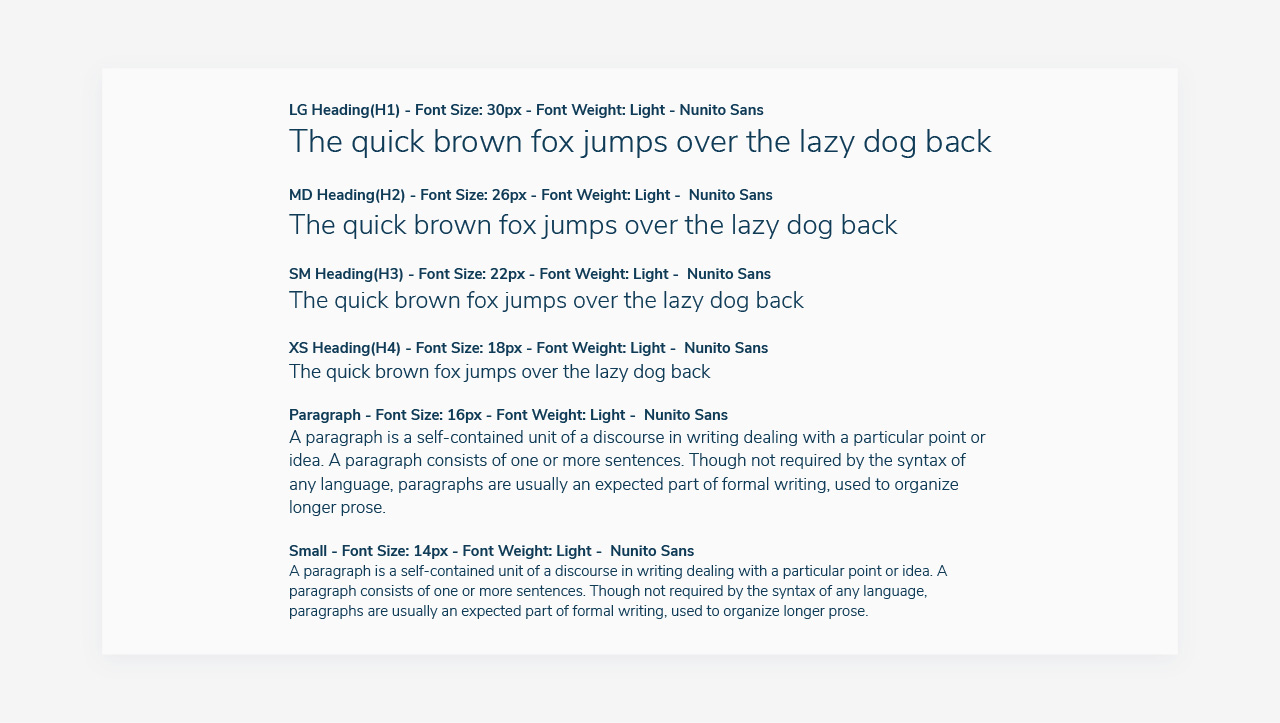 LG Heading(H1) - Font Size: 30px - Font Weight: Light - Nunito Sans
The quick brown fox jumps over the lazy dog back
MD Heading(H2) - Font Size: 26px - Font Weight: Light -  Nunito Sans
The quick brown fox jumps over the lazy dog back
SM Heading(H3) - Font Size: 22px - Font Weight: Light -  Nunito Sans
The quick brown fox jumps over the lazy dog back
XS Heading(H4) - Font Size: 18px - Font Weight: Light -  Nunito Sans
The quick brown fox jumps over the lazy dog back
Paragraph - Font Size: 16px - Font Weight: Light -  Nunito Sans
A paragraph is a self-contained unit of a discourse in writing dealing with a particular point or
idea. A paragraph consists of one or more sentences. Though not required by the syntax of
any language, paragraphs are usually an expected part of formal writing, used to organize
longer prose.
Small - Font Size: 14px - Font Weight: Light -  Nunito Sans
A paragraph is a self-contained unit of a discourse in writing dealing with a particular point or idea. A
paragraph consists of one or more sentences. Though not required by the syntax of any language,
paragraphs are usually an expected part of formal writing, used to organize longer prose.